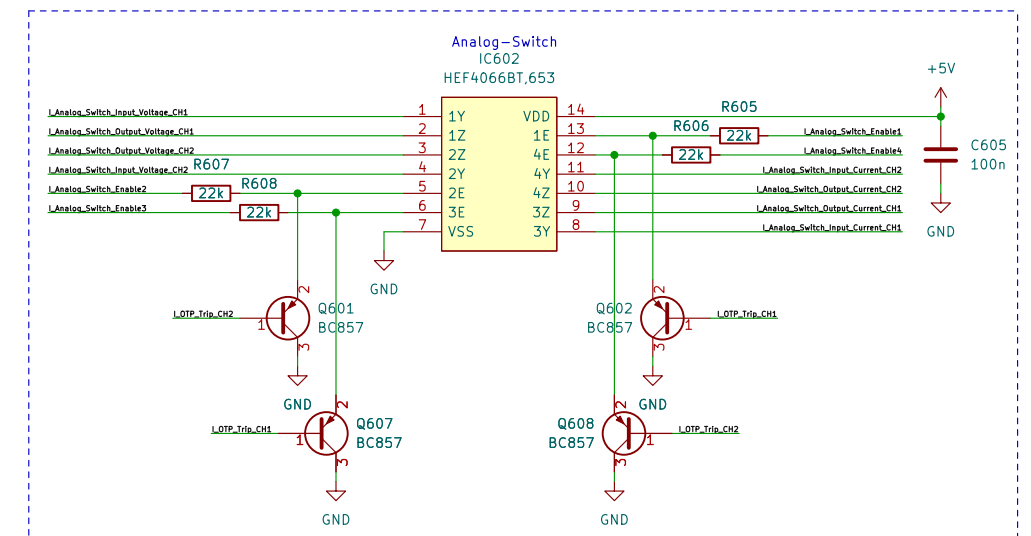 Analog-Switch
IC602
HEF4066BT,653
+5V
I_Analog_Switch_Input_Voltage_CH1
1
1Y
VDD
14
R605
I_Analog_Switch_Output_Voltage_CH1
2
1Z
1E
13
22k
I_Analog_Switch_Enable1
R606
I_Analog_Switch_Output_Voltage_CH2
3
2Z
4E
12
22k
I_Analog_Switch_Enable4
C605
100n
I_Analog_Switch_Input_Voltage_CH2
R607
4
2Y
4Y
11
I_Analog_Switch_Input_Current_CH2
I_Analog_Switch_Enable2
22k
R608
5
2E
4Z
10
I_Analog_Switch_Output_Current_CH2
I_Analog_Switch_Enable3
22k
6
3E
3Z
9
I_Analog_Switch_Output_Current_CH1
7
VSS
3Y
8
I_Analog_Switch_Input_Current_CH1
GND
GND
I_OTP_Trip_CH2
1
2
3
Q601
BC857
GND
Q602
BC857
2
3
1
I_OTP_Trip_CH1
GND
I_OTP_Trip_CH1
1
2
3
Q607
BC857
GND
Q608
BC857
2
3
1
I_OTP_Trip_CH2
GND